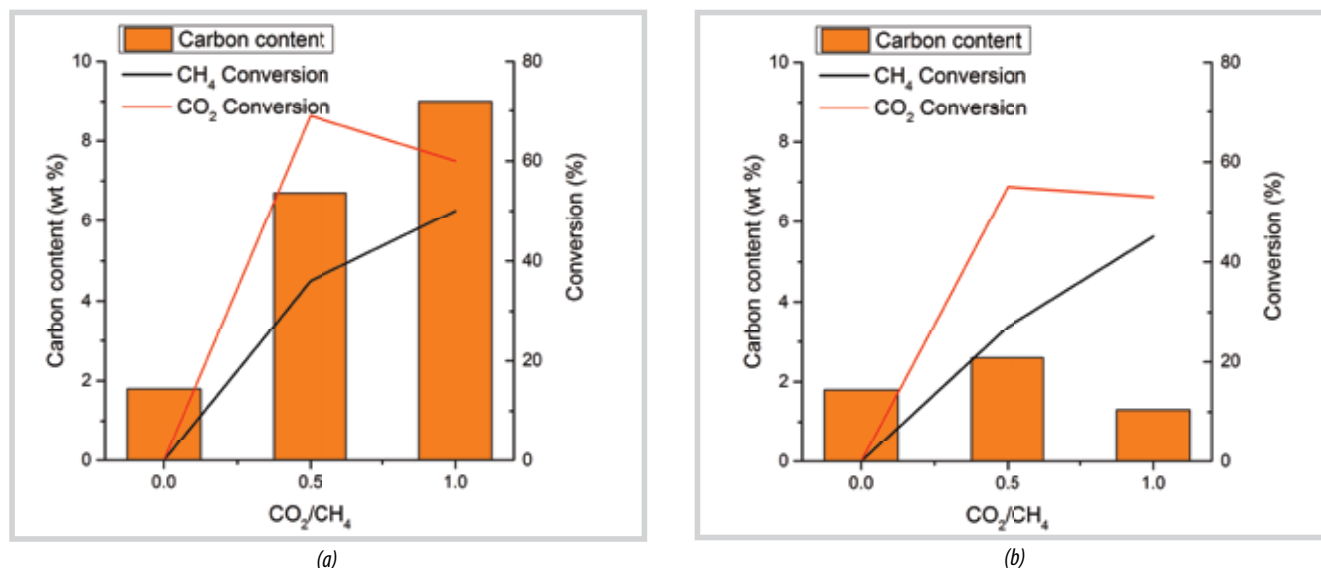 Carbon content
CH₄ Conversion
CO₂ Conversion
10
8
6
4
2
0
Carbon content (wt %)
80
60
40
20
0
Conversion (%)
0.0
0.5
1.0
CO₂/CH₄
(a)
Carbon content
CH₄ Conversion
CO₂ Conversion
10
8
6
4
2
0
Carbon content (wt %)
80
60
40
20
0
Conversion (%)
0.0
0.5
1.0
CO₂/CH₄
(b)